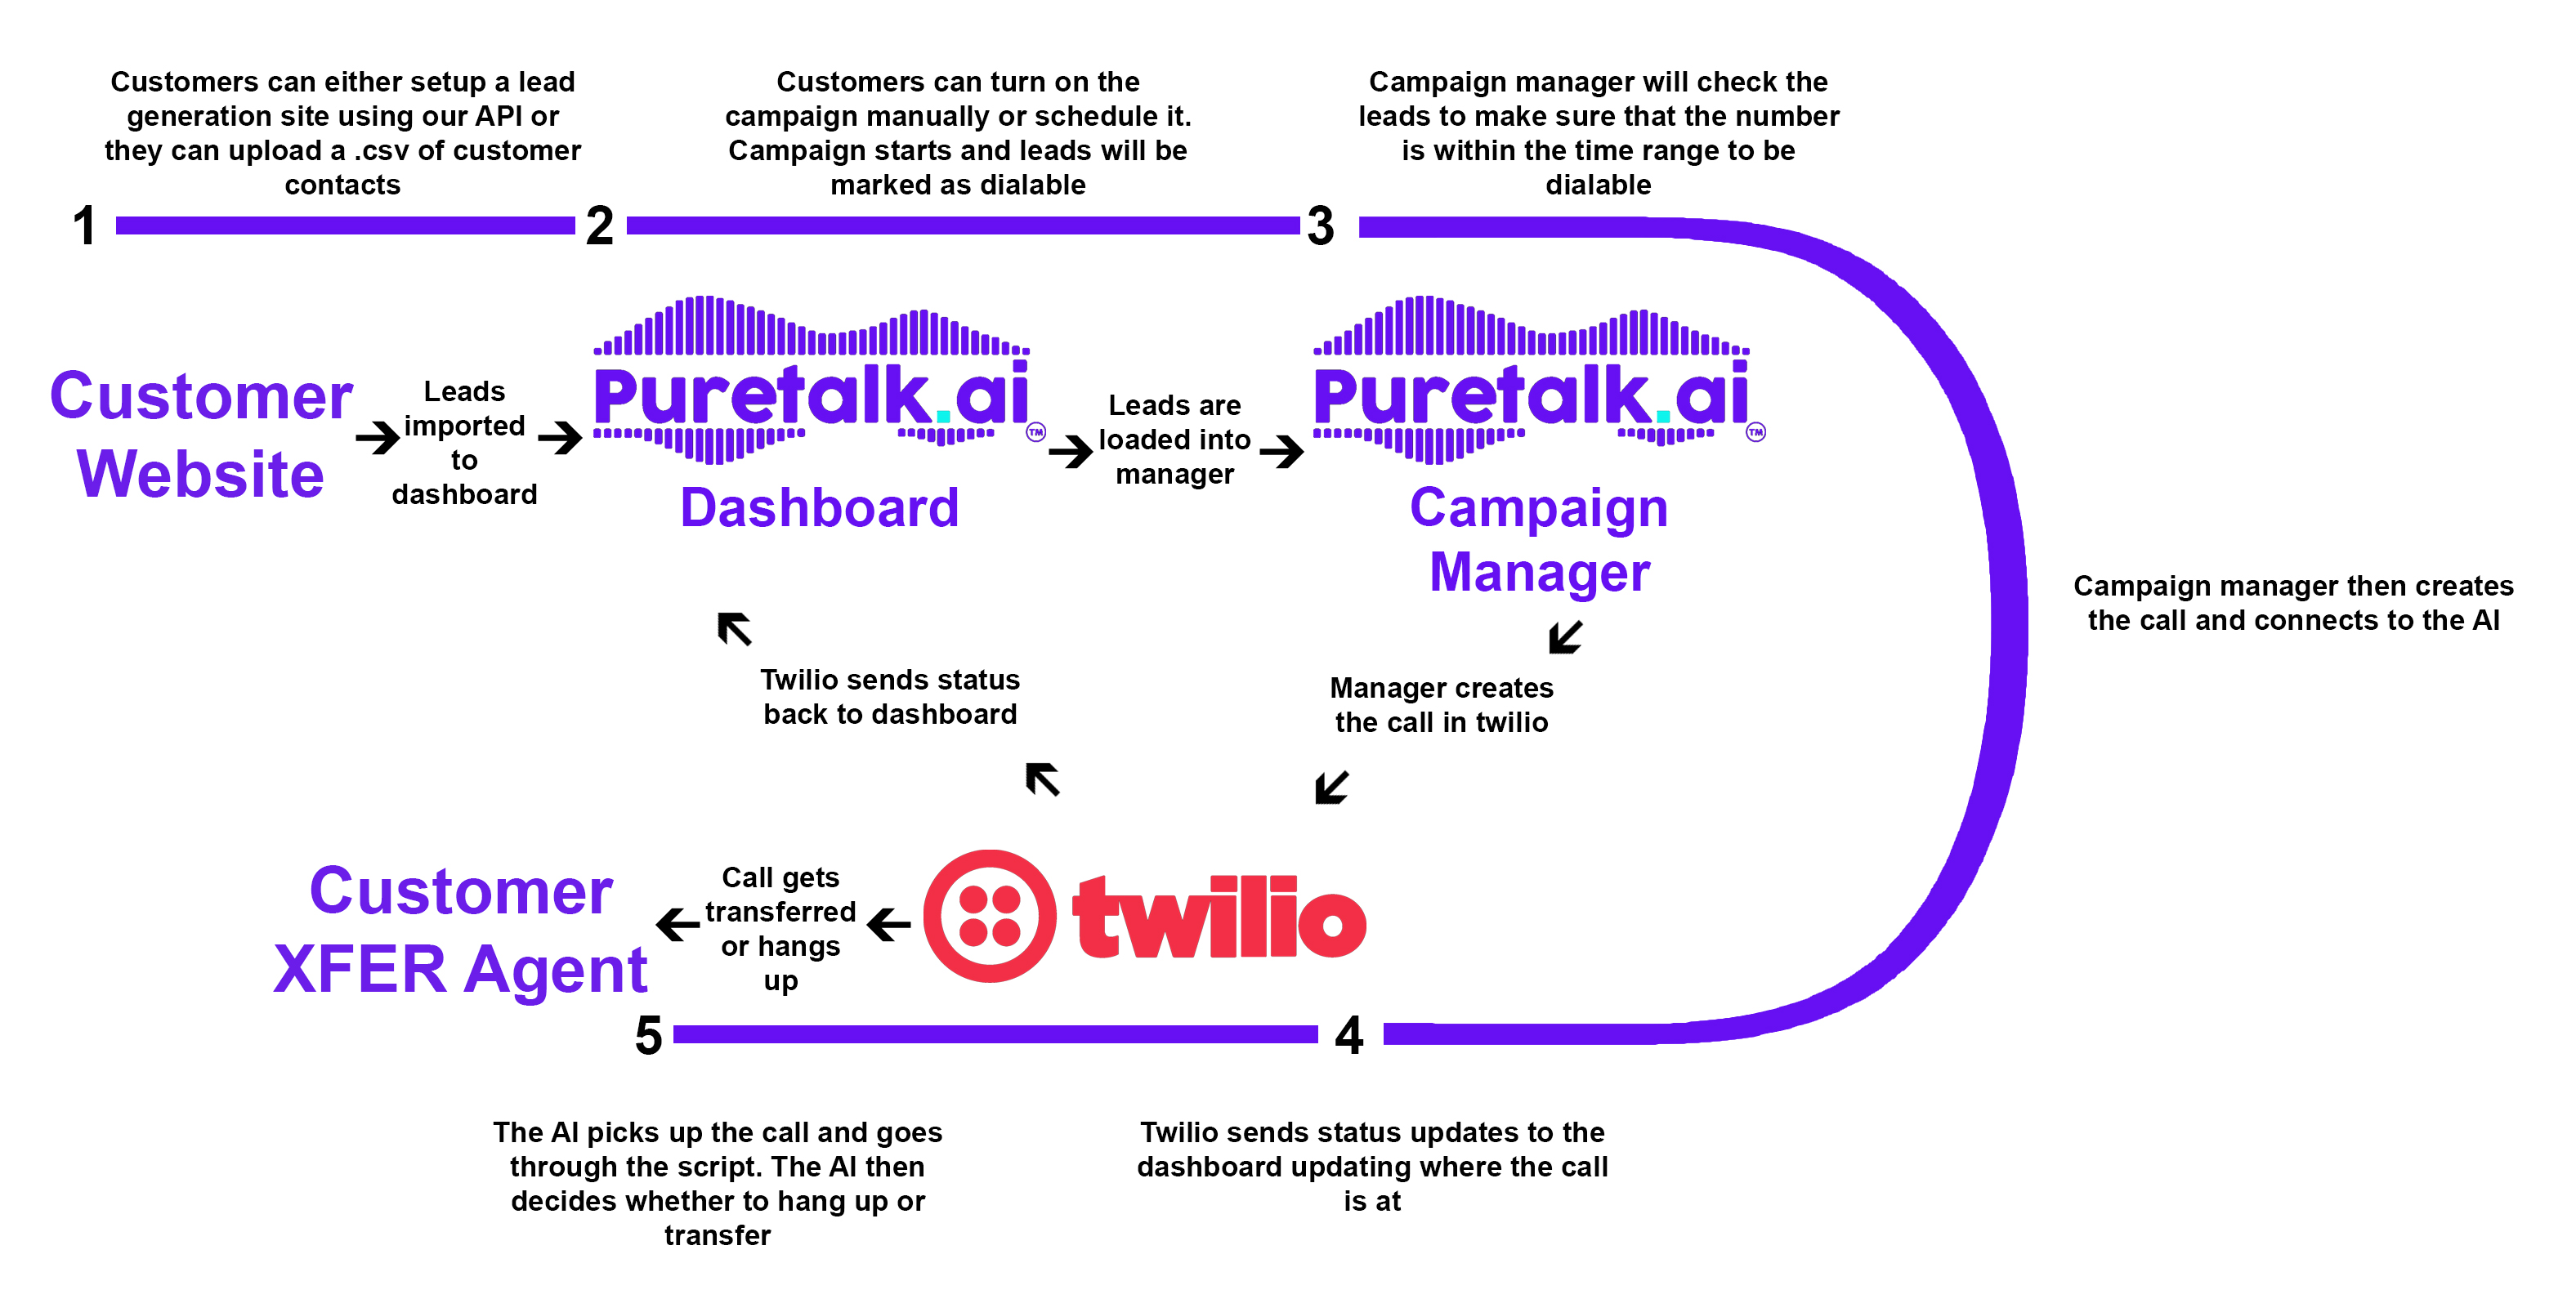 Customers can either setup a lead
generation site using our API or
they can upload a .csv of customer
contacts
Customers can turn on the
campaign manually or schedule it.
Campaign starts and leads will be
marked as dialable
Campaign manager will check the
leads to make sure that the number
is within the time range to be
dialable
1
2
3
Customer
Website
Leads
imported
to
dashboard
Puretalk.ai
TM
Dashboard
Leads are
loaded into
manager
Puretalk.ai
TM
Campaign
Manager
Campaign manager then creates
the call and connects to the AI
Twilio sends status
back to dashboard
Manager creates
the call in twilio
Customer
XFER Agent
Call gets
transferred
or hangs
up
twilio
5
4
The AI picks up the call and goes
through the script. The AI then
decides whether to hang up or
transfer
Twilio sends status updates to the
dashboard updating where the call
is at